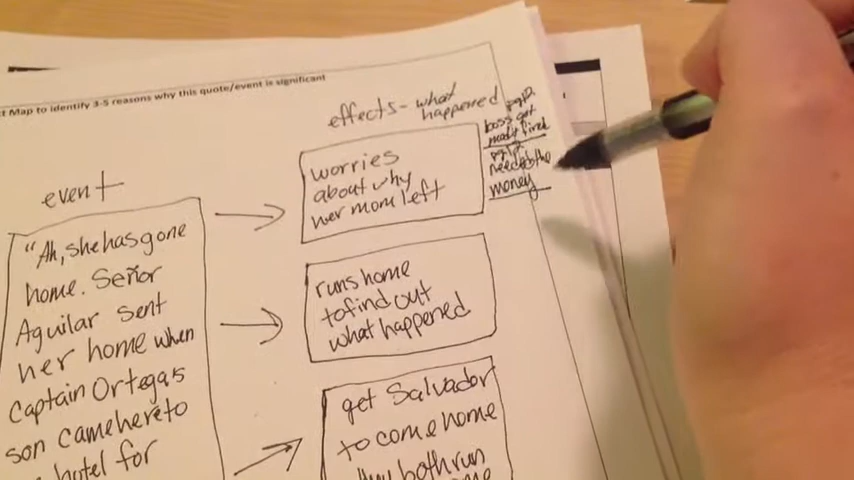 t Map to identify 3-5 reasons why this quote/event is significant
effects - what
happened
event
"Ah, she has gone
home. Señor
Aguilar sent
her home when
Captain Ortega's
son came here to
hotel for
worries
about why
her mom left
boss got
fired
needed the
money
runs home
to find out
what happened
get Salvador
to come home
they both run